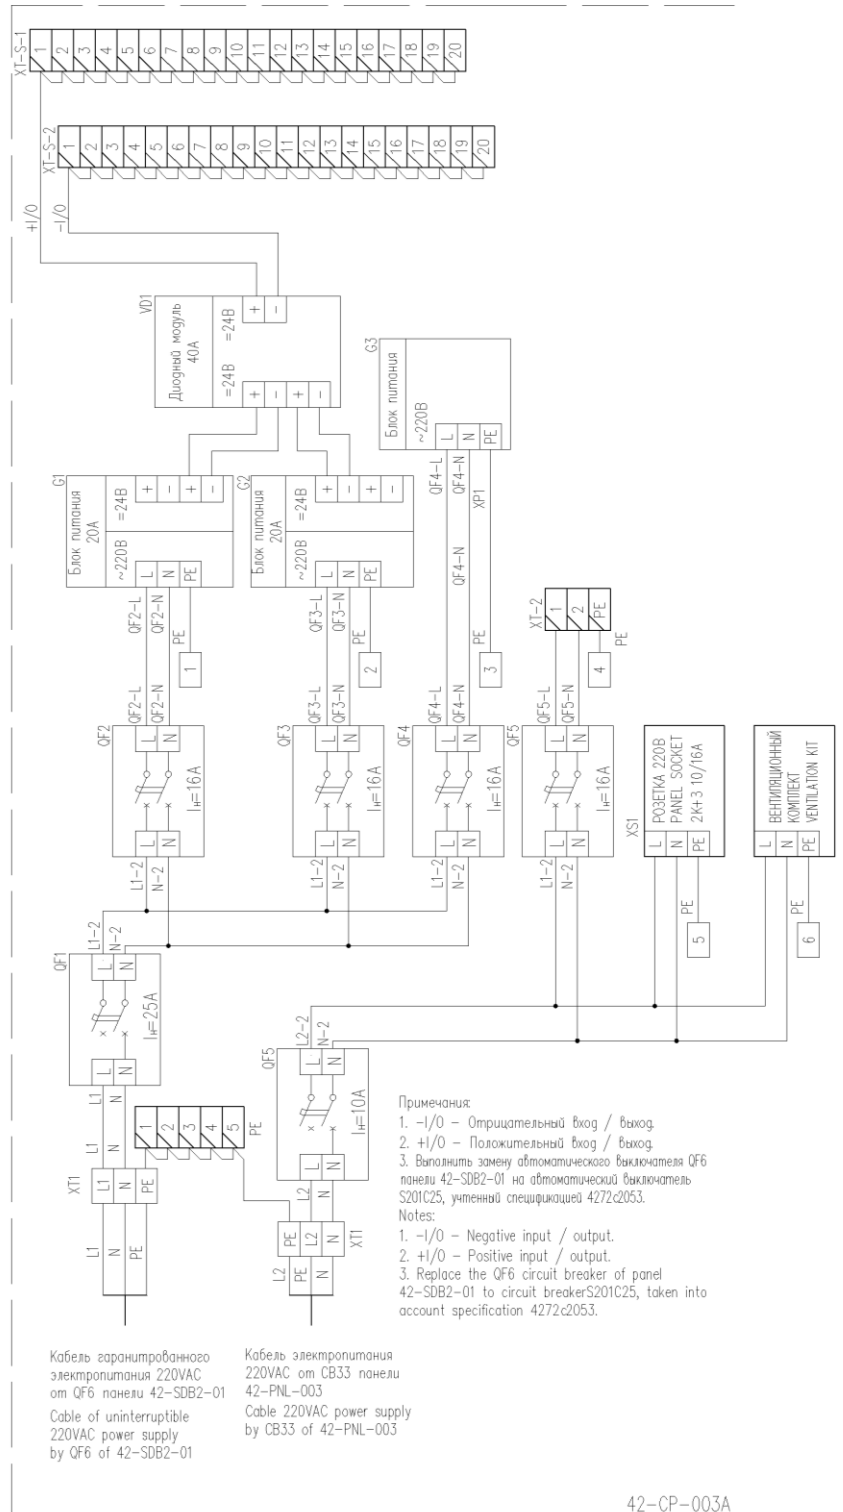 XT-S-1
1 2 3 4 5 6 7 8 9 10 11 12 13 14 15 16 17 18 19 20
XT-S-2
1 2 3 4 5 6 7 8 9 10 11 12 13 14 15 16 17 18 19 20
+I/O
-I/O
VD1
Диодный модуль
40А
=24В
=24В
+ -
+ - + -
G3
Блок питания
~220В
L N PE
QF4-L
QF4-N
XP1
QF4-N
PE
3
QF4-L
QF4-N
G1
Блок питания
20А
=24В
~220В
+ - + -
L N PE
QF2-L
QF2-N
PE
1
QF2-L
QF2-N
G2
Блок питания
20А
=24В
~220В
+ - + -
L N PE
QF3-L
QF3-N
PE
2
QF3-L
QF3-N
XT-2
1 2 PE
PE
4
QF5-L
QF5-N
QF2
L N
Iн=16А
L N
L1-2
N-2
QF3
L N
Iн=16А
L N
L1-2
N-2
QF4
L N
Iн=16А
L N
L1-2
N-2
QF5
L N
Iн=16А
L N
L1-2
N-2
XS1
РОЗЕТКА 220В
PANEL SOCKET
2К+З 10/16А
L N PE
PE
5
ВЕНТИЛЯЦИОННЫЙ
КОМПЛЕКТ
VENTILATION KIT
L N PE
PE
6
L1-2
N-2
QF1
L N
Iн=25А
L N
L1
N
L1
N
XT1
L1 N PE
L1
N
PE
1 2 3 4 5
PE
L2-2
N-2
QF5
L N
Iн=10А
L N
L2
N
PE L2 N
XT1
L2
PE
N
Примечания:
1. -I/O - Отрицательный вход / выход.
2. +I/O - Положительный вход / выход.
3. Выполнить замену автоматического выключателя QF6
панели 42-SDB2-01 на автоматический выключатель
S201C25, учтенный спецификацией 4272с2053.
Notes:
1. -I/O - Negative input / output.
2. +I/O - Positive input / output.
3. Replace the QF6 circuit breaker of panel
42-SDB2-01 to circuit breakerS201C25, taken into
account specification 4272c2053.
Кабель гаранитрованного
электропитания 220VAC
от QF6 панели 42-SDB2-01
Cable of uninterruptible
220VAC power supply
by QF6 of 42-SDB2-01
Кабель электропитания
220VAC от CB33 панели
42-PNL-003
Cable 220VAC power supply
by CB33 of 42-PNL-003
42-CP-003A